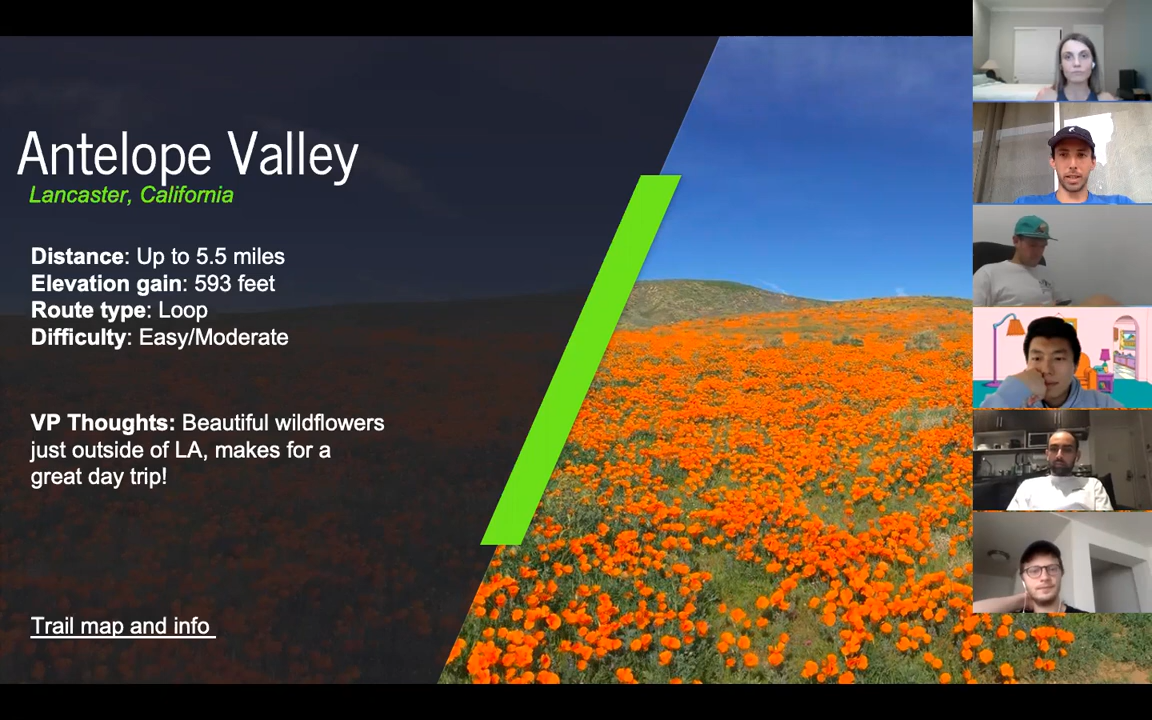 Antelope Valley
Lancaster, California
Distance: Up to 5.5 miles
Elevation gain: 593 feet
Route type: Loop
Difficulty: Easy/Moderate
VP Thoughts: Beautiful wildflowers
just outside of LA, makes for a
great day trip!
Trail map and info